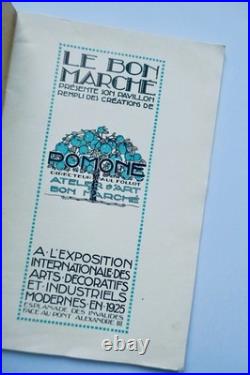 LE BON
MARCHÉ
PRÉSENTE SON PAVILLON
REMPLI DES CRÉATIONS DE
POMONE
DIRECTEUR PAUL FOLLOT
ATELIER D'ART
BON MARCHÉ
A·L'EXPOSITION
INTERNATIONALE·DES
ARTS·DÉCORATIFS
ET·INDUSTRIELS
MODERNES·EN·1925
ESPLANADE DES INVALIDES
FACE AU PONT ALEXANDRE III